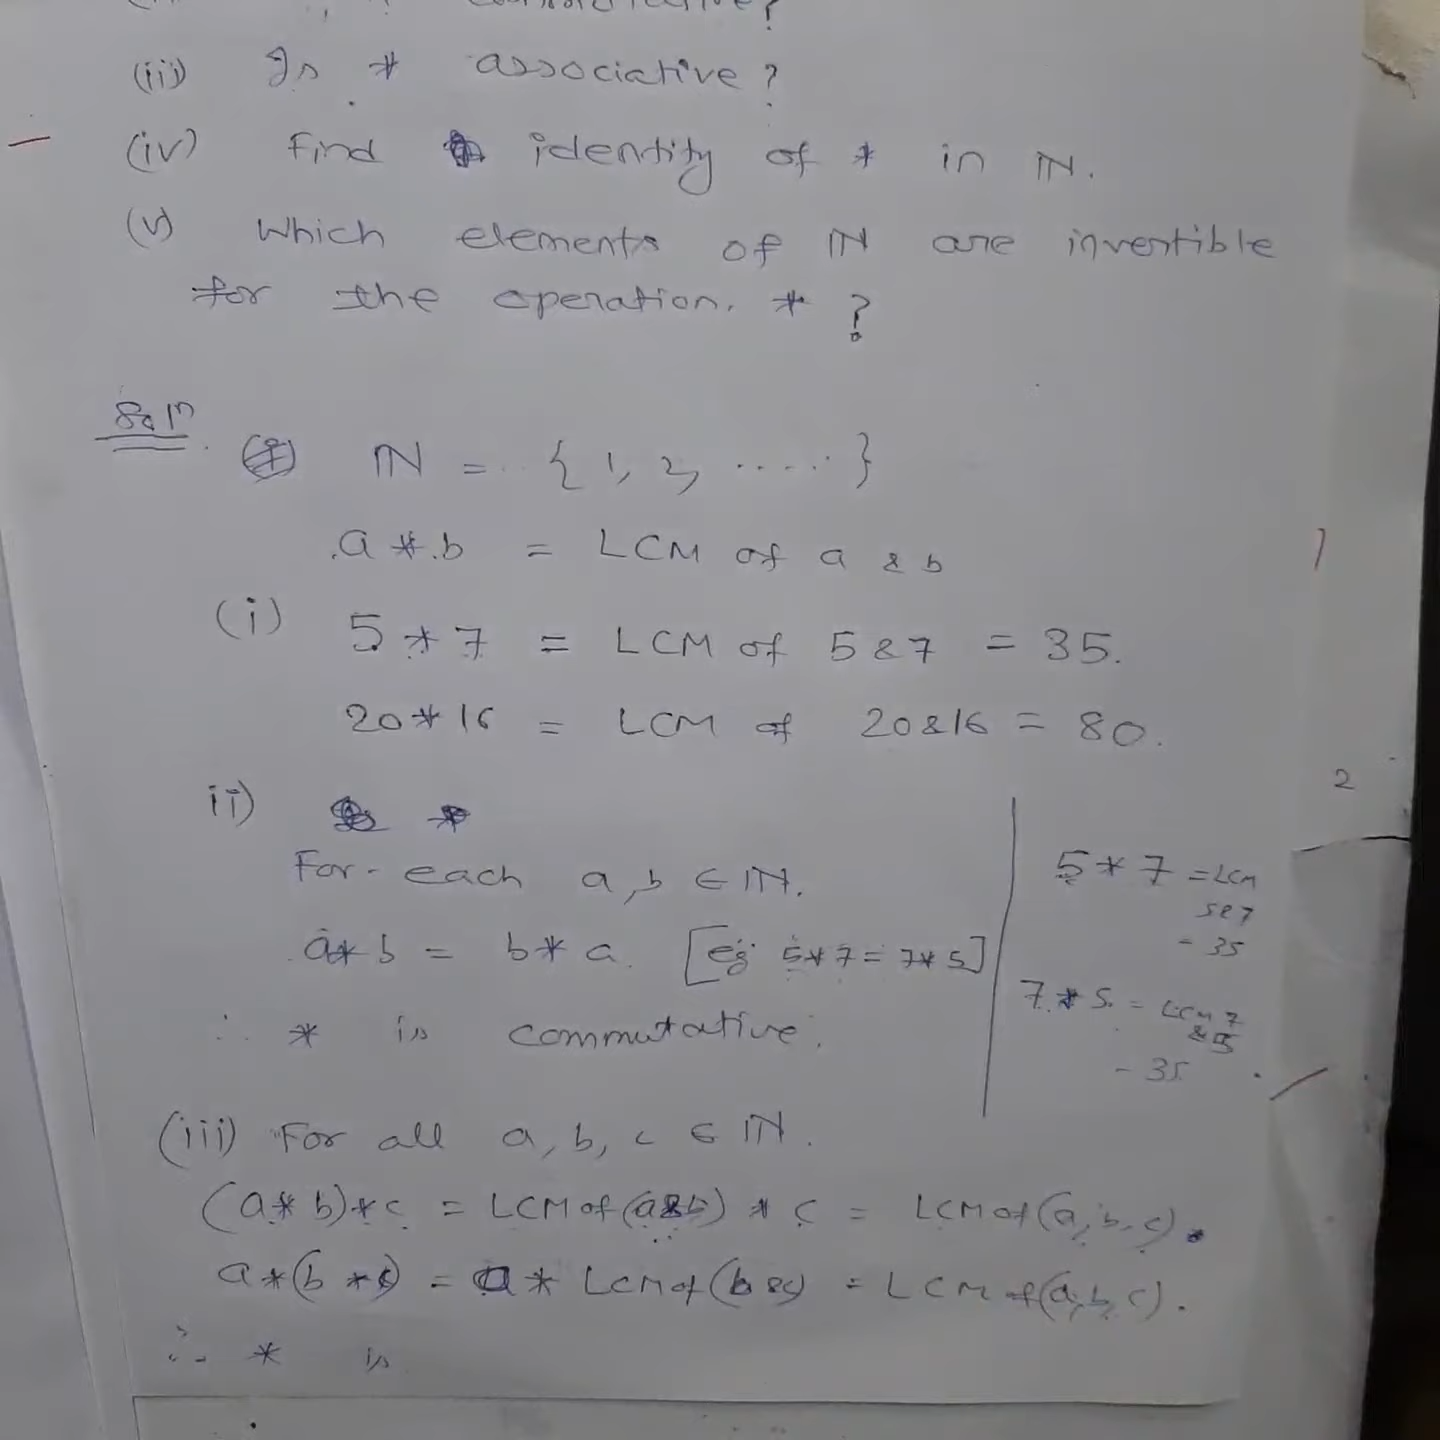 (iii) Is * associative?
(iv) Find identity of * in ℕ.
(v) Which elements of ℕ are invertible
for the operation. * ?
Solⁿ.
ℕ = {1, 2, .....}
a * b = LCM of a & b
(i) 5 * 7 = LCM of 5 & 7 = 35.
20 * 16 = LCM of 20 & 16 = 80.
ii)
For each a, b ∈ ℕ.
a * b = b * a. [eg 5 * 7 = 7 * 5]
∴ * is commutative.
5 * 7 = LCM
5 & 7
= 35
7 * 5 = LCM 7
& 5
= 35
2
(iii) For all a, b, c ∈ ℕ.
(a * b) * c = LCM of (a & b) * c = LCM of (a, b, c).
a * (b * c) = a * LCM of (b & c) = LCM of (a, b, c).
∴ * is